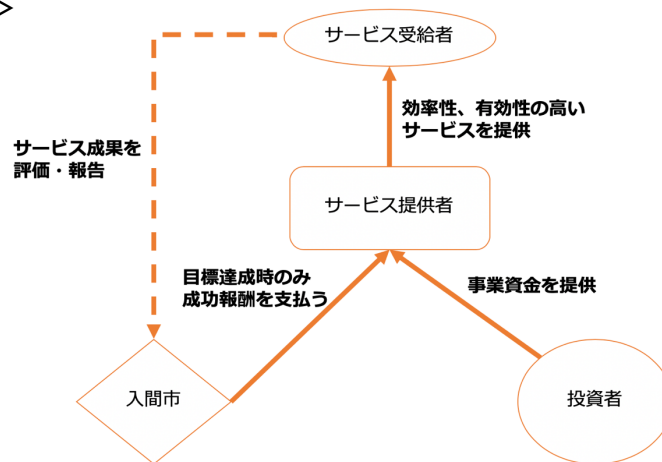 >
サービス受給者
効率性、有効性の高い
サービスを提供
サービス成果を
評価・報告
サービス提供者
目標達成時のみ
成功報酬を支払う
事業資金を提供
入間市
投資者